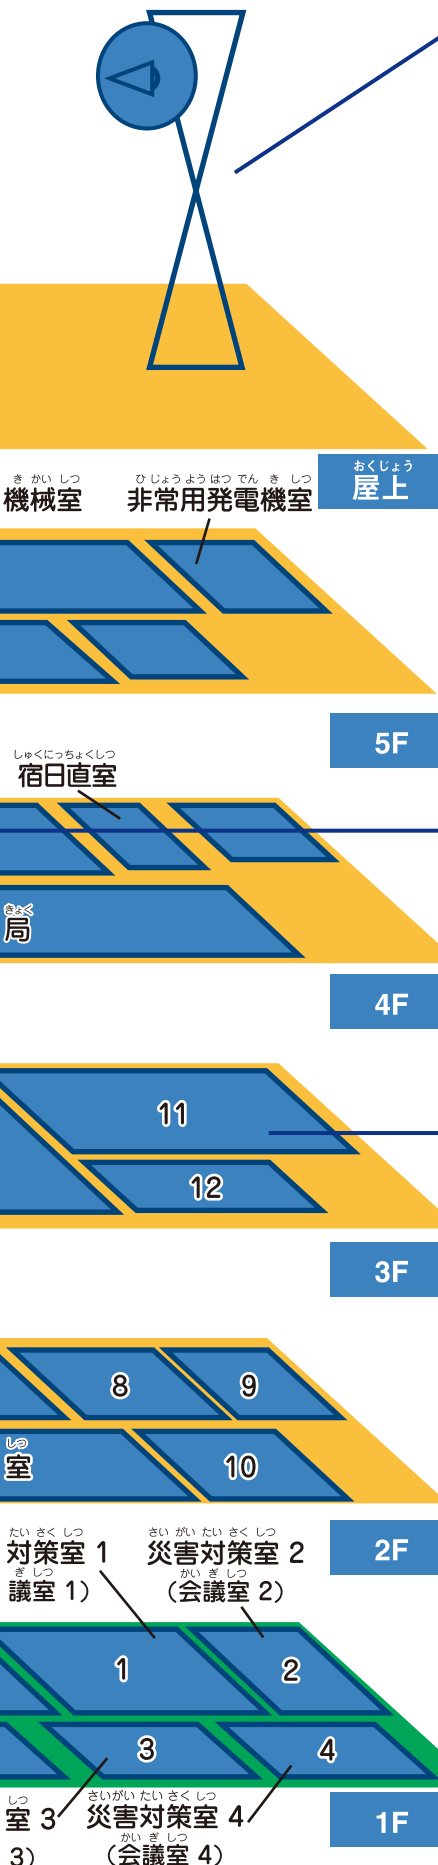 おくじょう
屋上
きかいしつ
機械室
ひじょうようはつでんきしつ
非常用発電機室
5F
しゅくにっちょくしつ
宿日直室
きょく
局
4F
11
12
3F
8
9
しつ
室
10
2F
たいさくしつ
対策室 1
ぎしつ
議室 1）
さいがいたいさくしつ
災害対策室 2
かいぎしつ
（会議室 2）
1
2
3
4
しつ
室 3
3）
さいがいたいさくしつ
災害対策室 4
かいぎしつ
（会議室 4）
1F